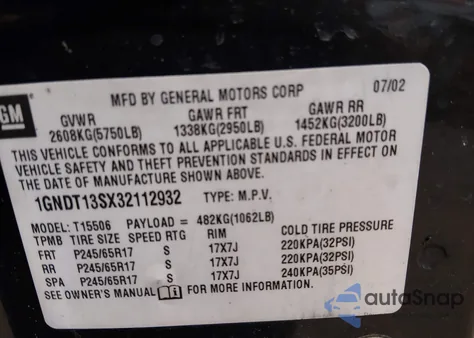 GM
MFD BY GENERAL MOTORS CORP 07/02
GVWR GAWR FRT GAWR RR
2608KG(5750LB) 1338KG(2950LB) 1452KG(3200LB)
THIS VEHICLE CONFORMS TO ALL APPLICABLE U.S. FEDERAL MOTOR
VEHICLE SAFETY AND THEFT PREVENTION STANDARDS IN EFFECT ON
THE DATE OF MANUFACTURE SHOWN ABOVE.
1GNDT13SX32112932 TYPE: M.P.V.
MODEL: T15506 PAYLOAD = 482KG(1062LB)
TPMB TIRE SIZE SPEED RTG RIM COLD TIRE PRESSURE
FRT P245/65R17 S 17X7J 220KPA(32PSI)
RR P245/65R17 S 17X7J 220KPA(32PSI)
SPA P245/65R17 S 17X7J 240KPA(35PSI)
SEE OWNER'S MANUAL FOR MORE INFORMATION.
autoSnap